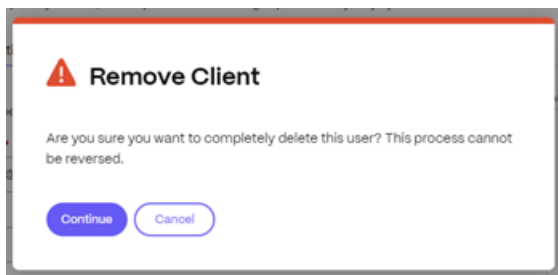 Remove Client
Are you sure you want to completely delete this user? This process cannot
be reversed.
Continue
Cancel